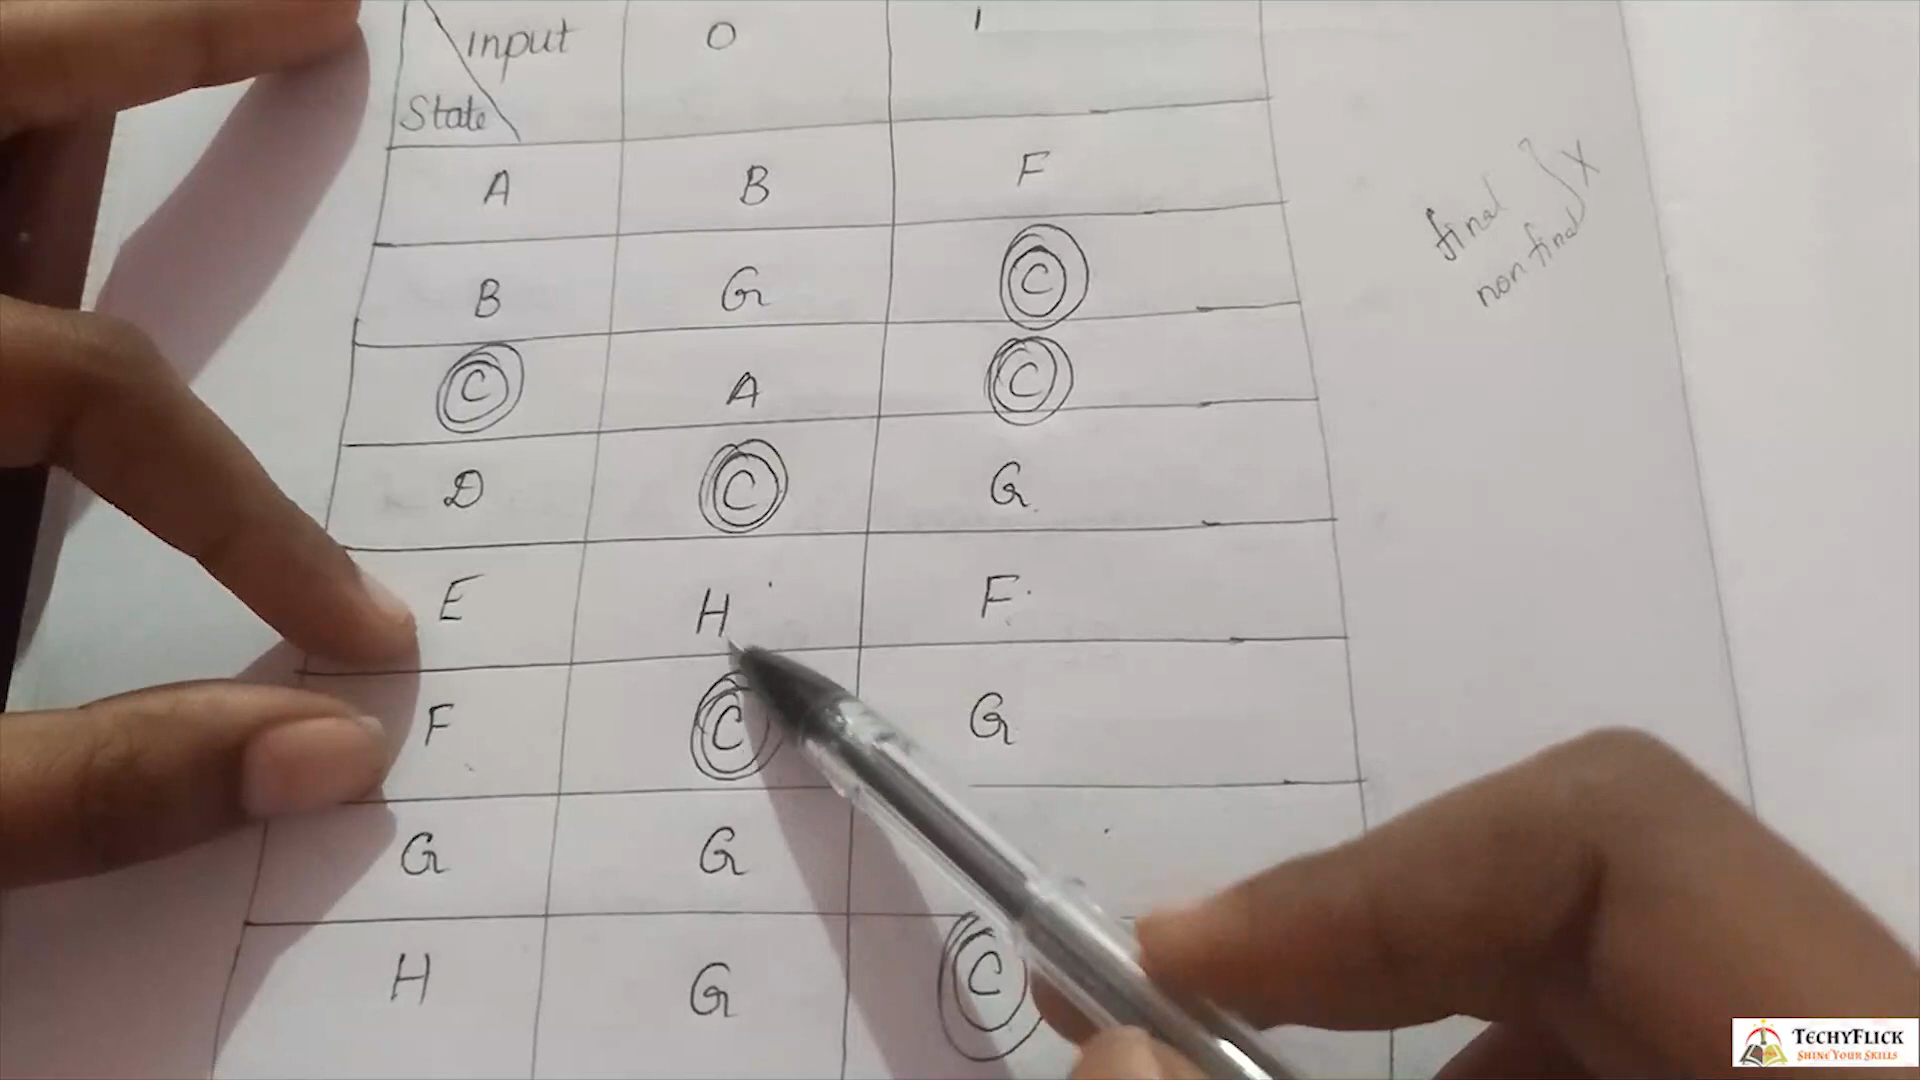 Input 0 1
State
A B F
B G C
C A C
D C G
E H F
F C G
G G
H G C
final
non final } X
TECHYFLICK
SHINE YOUR SKILLS